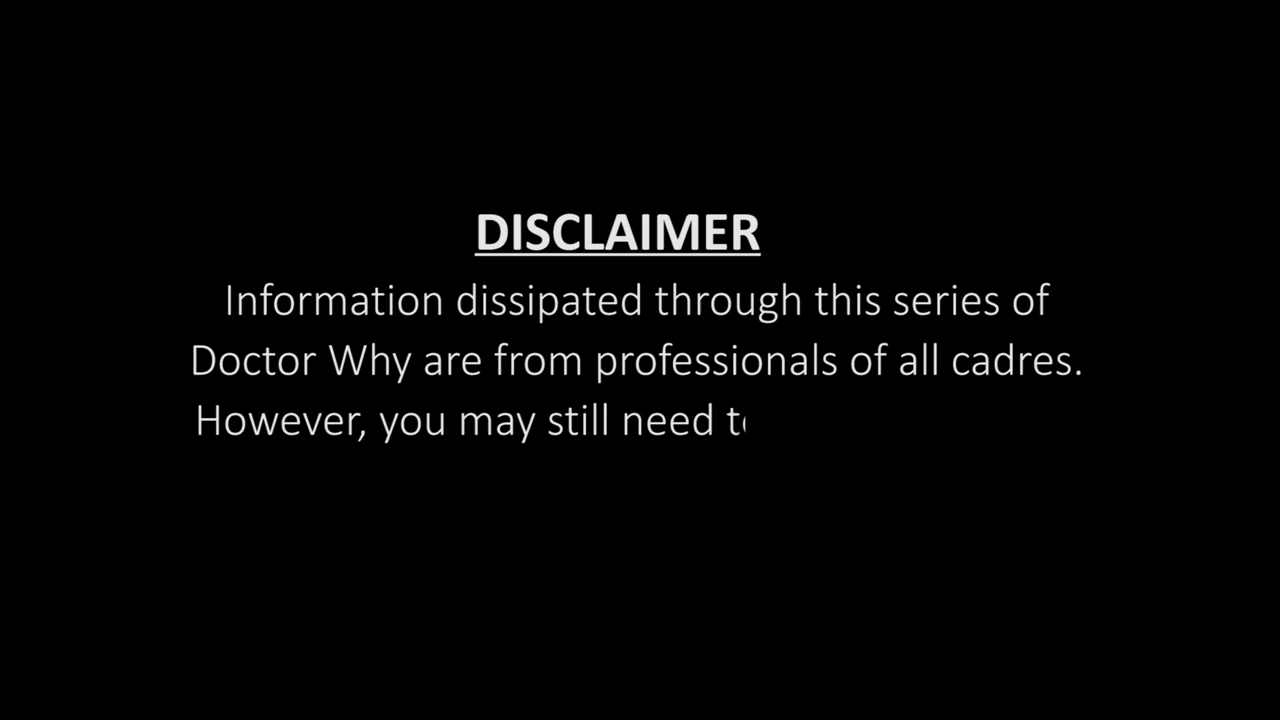 DISCLAIMER
Information dissipated through this series of
Doctor Why are from professionals of all cadres.
However, you may still need